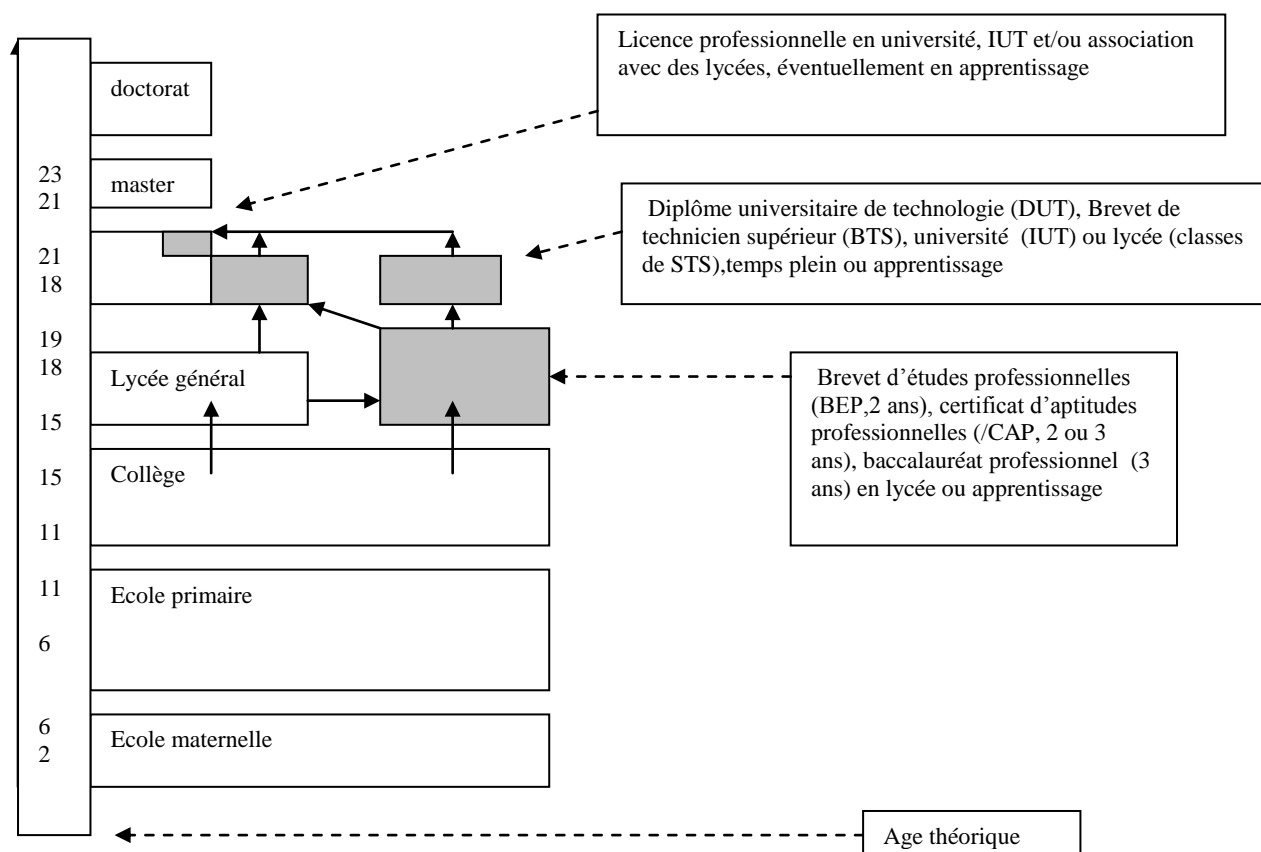 Licence professionnelle en université, IUT et/ou association
avec des lycées, éventuellement en apprentissage
doctorat
23
21
master
Diplôme universitaire de technologie (DUT), Brevet de
technicien supérieur (BTS), université  (IUT) ou lycée (classes
de STS),temps plein ou apprentissage
21
18
19
18
Lycée général
15
Brevet d’études professionnelles
(BEP,2 ans), certificat d’aptitudes
professionnelles (/CAP, 2 ou 3
ans), baccalauréat professionnel  (3
ans) en lycée ou apprentissage
15
Collège
11
11
Ecole primaire
6
6
2
Ecole maternelle
Age théorique